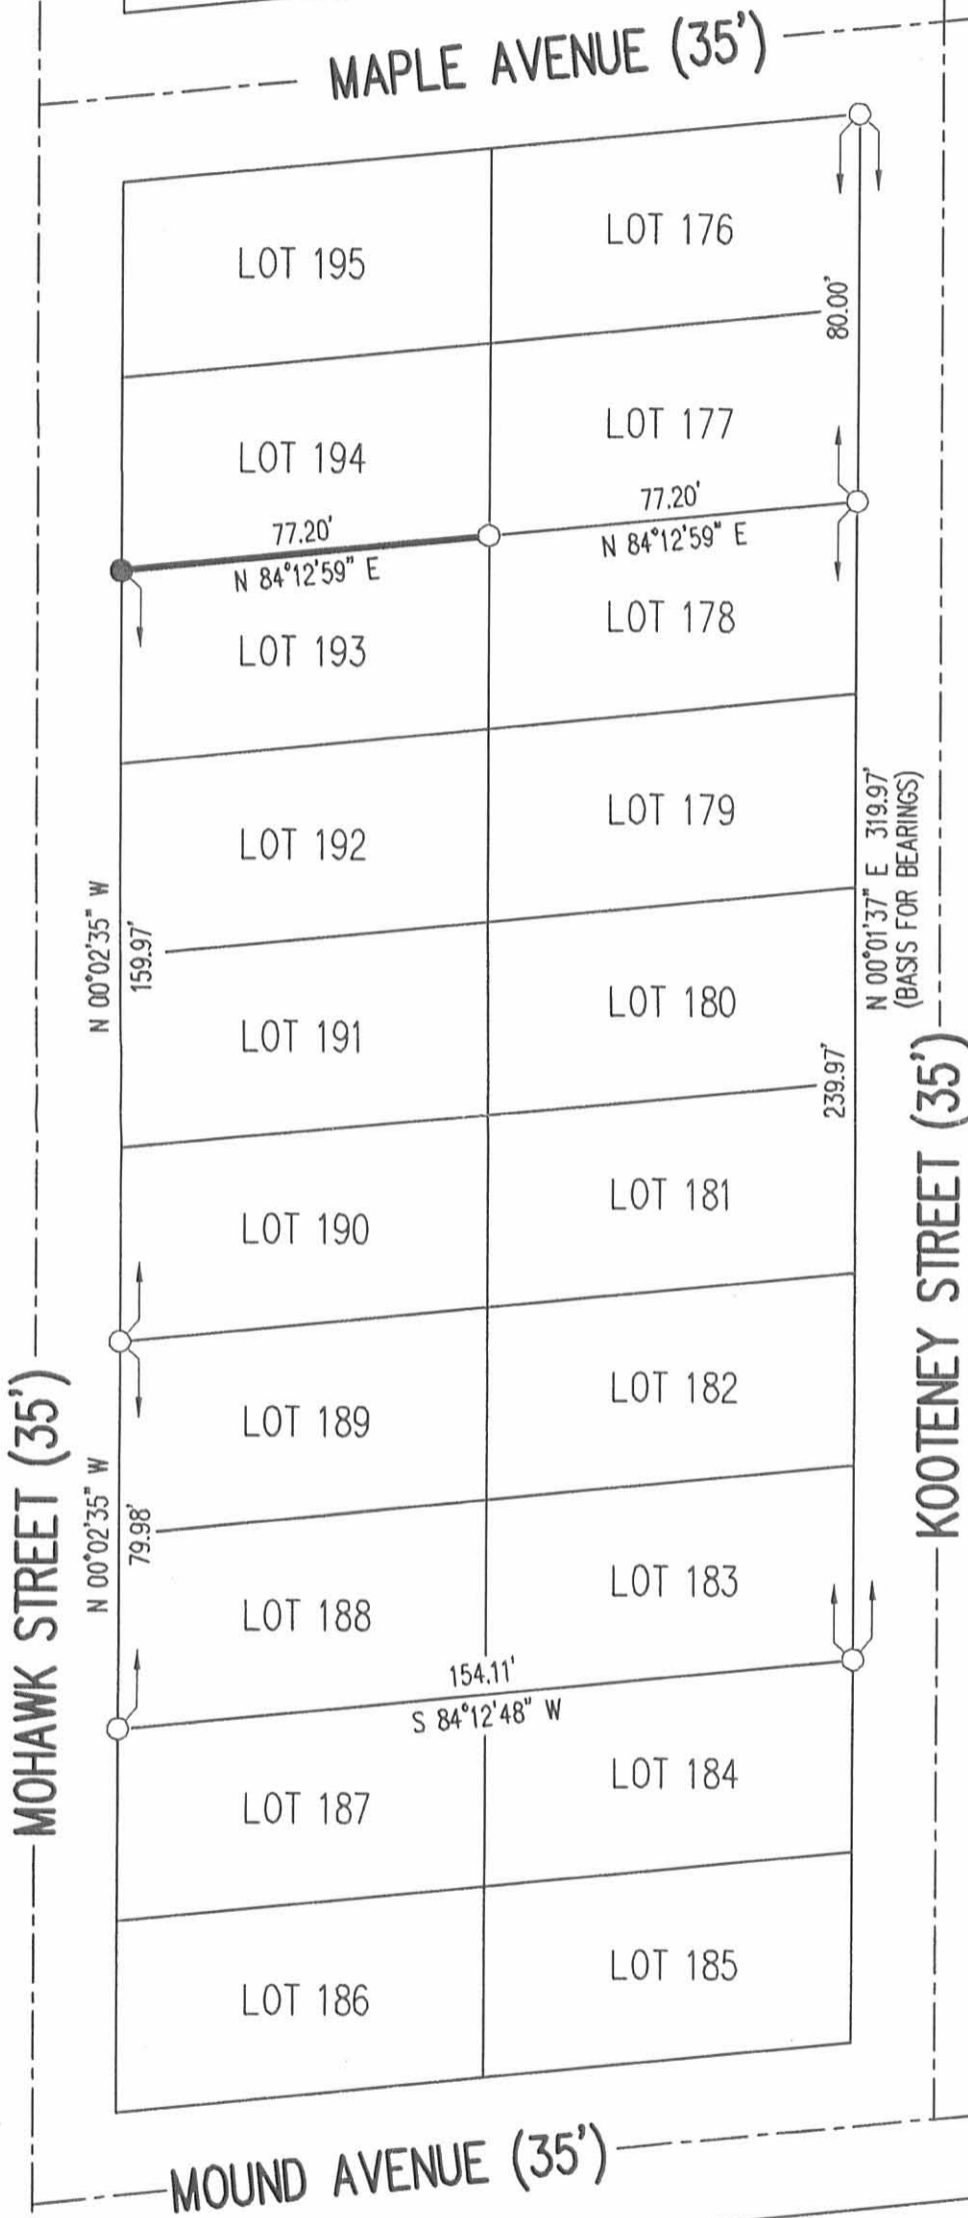 MAPLE AVENUE (35')
LOT 195
LOT 176
80.00'
LOT 194
LOT 177
77.20'
N 84°12'59" E
77.20'
N 84°12'59" E
LOT 193
LOT 178
LOT 192
LOT 179
N 00°02'35" W
159.97'
N 00°01'37" E 319.97'
(BASIS FOR BEARINGS)
LOT 191
LOT 180
239.97'
LOT 190
LOT 181
KOOTENEY STREET (35')
LOT 189
LOT 182
MOHAWK STREET (35')
N 00°02'35" W
79.98'
LOT 188
LOT 183
154.11'
S 84°12'48" W
LOT 187
LOT 184
LOT 186
LOT 185
MOUND AVENUE (35')